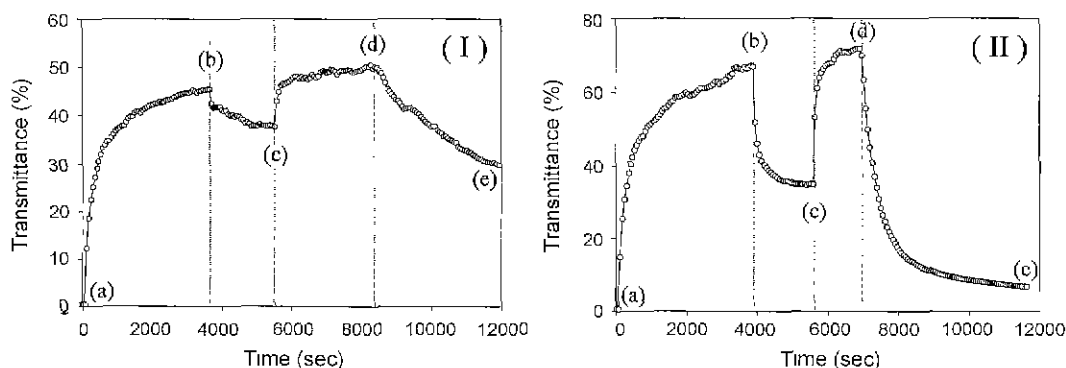 60
50
40
30
20
10
0
Transmittance (%)
( I )
(a)
(b)
(c)
(d)
(e)
0 2000 4000 6000 8000 10000 12000
Time (sec)
80
60
40
20
0
Transmittance (%)
( II )
(a)
(b)
(c)
(d)
(e)
0 2000 4000 6000 8000 10000 12000
Time (sec)